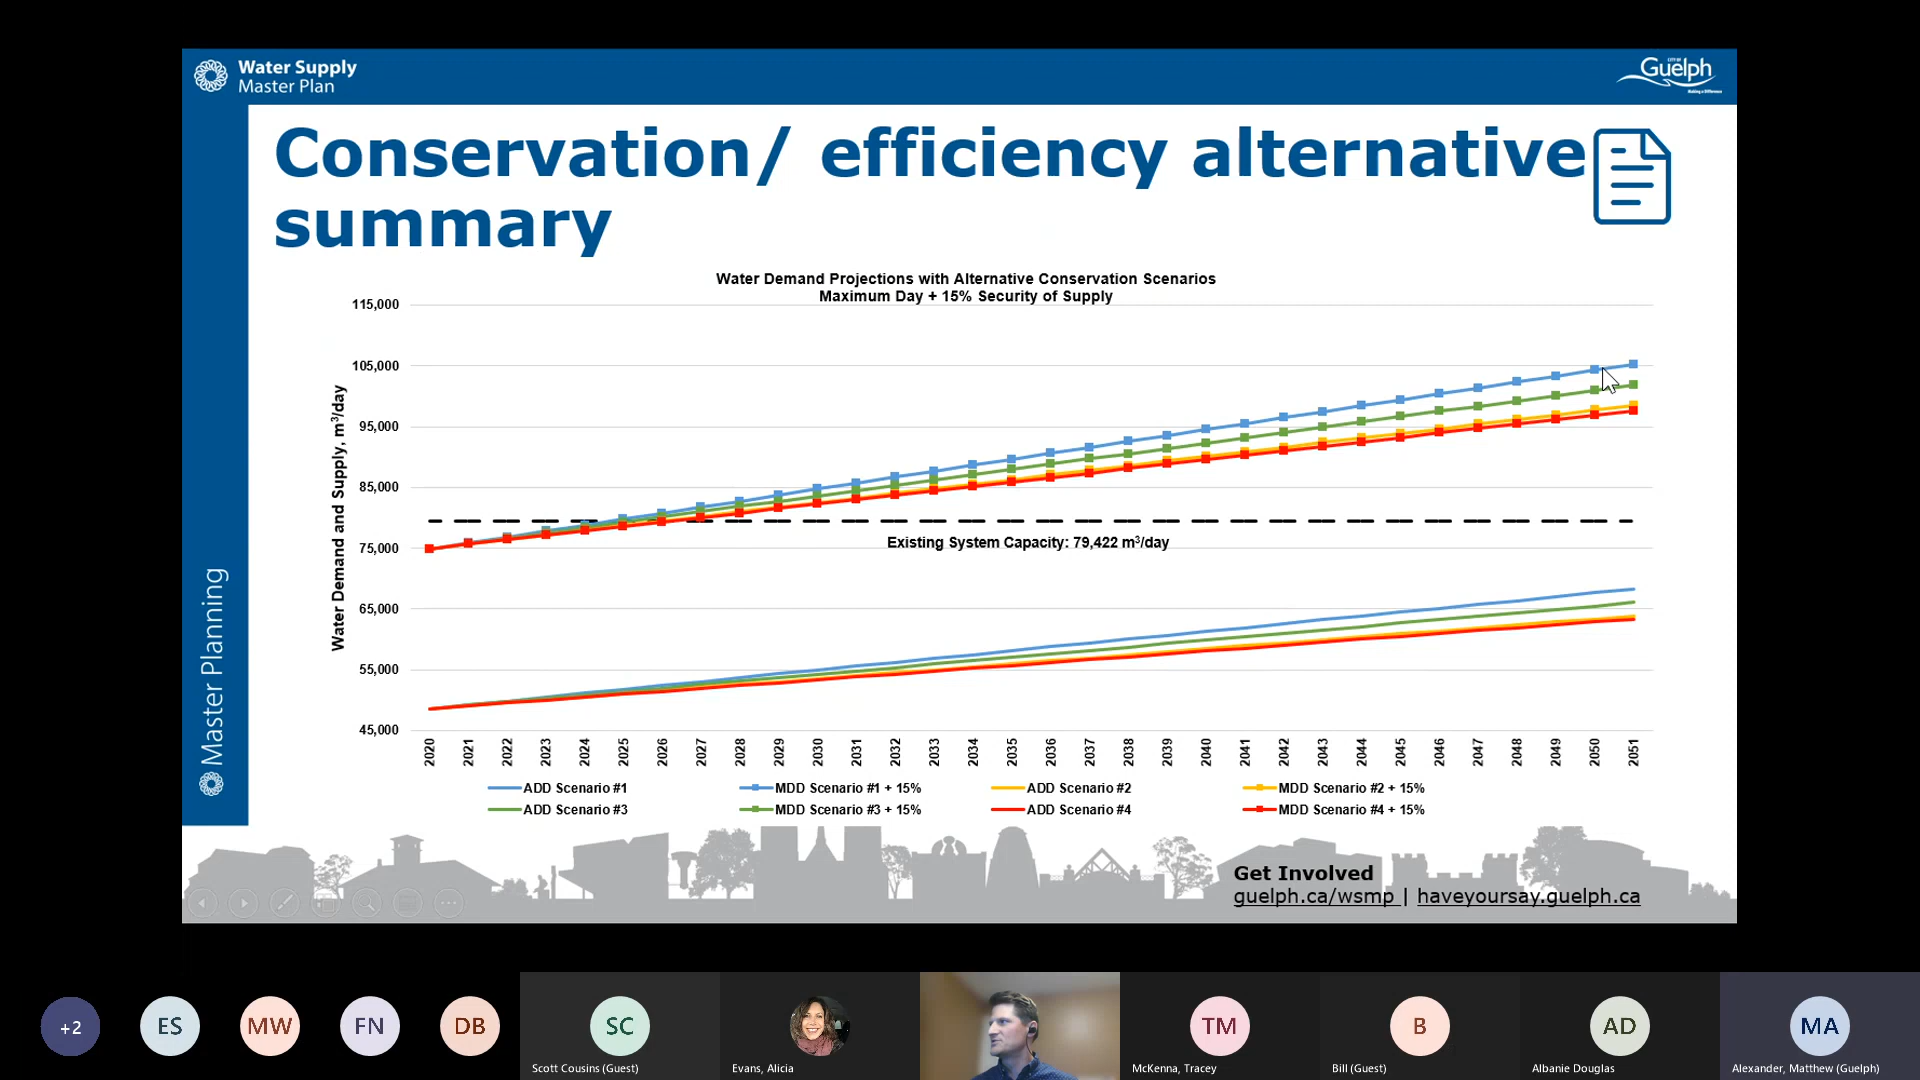 Water Supply
Master Plan
CITY OF
Guelph
Making a Difference
Conservation/ efficiency alternative
summary
Water Demand Projections with Alternative Conservation Scenarios
Maximum Day + 15% Security of Supply
Water Demand and Supply, m³/day
115,000
105,000
95,000
85,000
75,000
65,000
55,000
45,000
Existing System Capacity: 79,422 m³/day
2020 2021 2022 2023 2024 2025 2026 2027 2028 2029 2030 2031 2032 2033 2034 2035 2036 2037 2038 2039 2040 2041 2042 2043 2044 2045 2046 2047 2048 2049 2050 2051
ADD Scenario #1 MDD Scenario #1 + 15% ADD Scenario #2 MDD Scenario #2 + 15%
ADD Scenario #3 MDD Scenario #3 + 15% ADD Scenario #4 MDD Scenario #4 + 15%
Master Planning
Get Involved
guelph.ca/wsmp | haveyoursay.guelph.ca
+2 ES MW FN DB SC TM B AD MA
Scott Cousins (Guest) Evans, Alicia McKenna, Tracey Bill (Guest) Albanie Douglas Alexander, Matthew (Guelph)